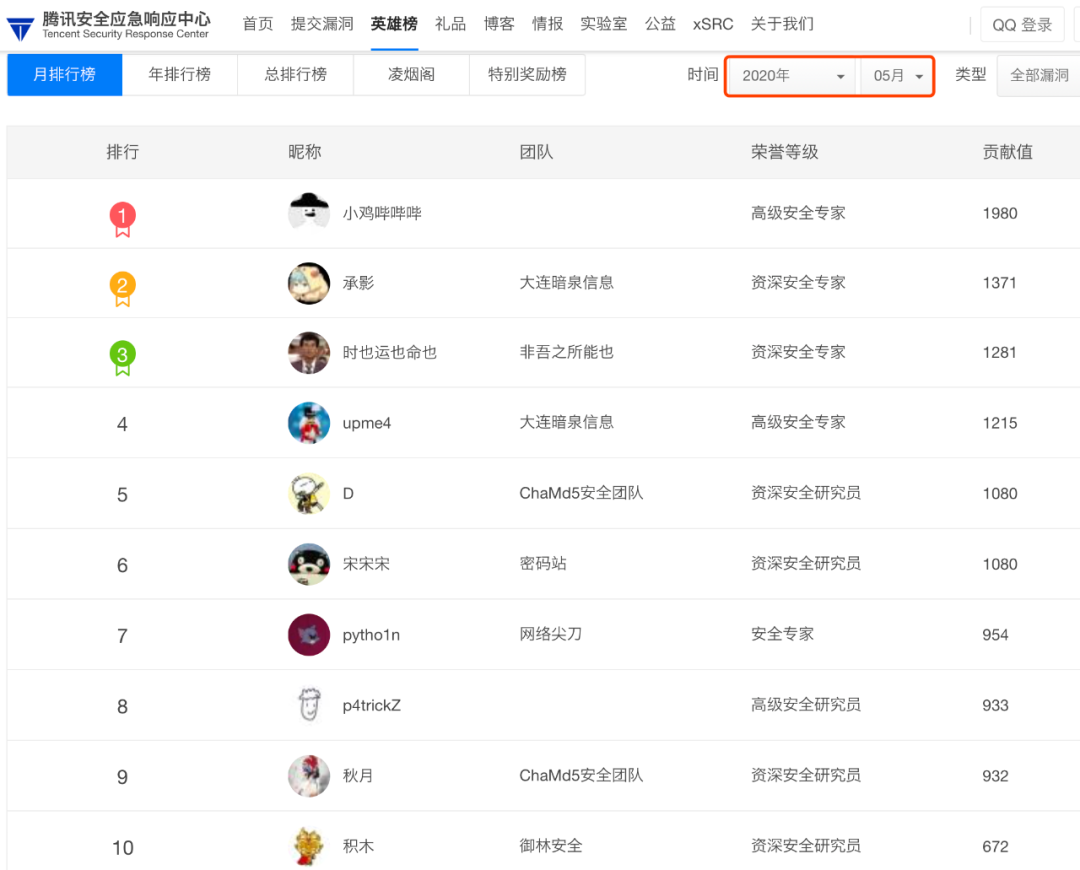 腾讯安全应急响应中心
Tencent Security Response Center
首页 提交漏洞 英雄榜 礼品 博客 情报 实验室 公益 xSRC 关于我们 QQ 登录
月排行榜 年排行榜 总排行榜 凌烟阁 特别奖励榜 时间 2020年 05月 类型 全部漏洞
排行 昵称 团队 荣誉等级 贡献值
1 小鸡哔哔哔 高级安全专家 1980
2 承影 大连暗泉信息 资深安全专家 1371
3 时也运也命也 非吾之所能也 资深安全专家 1281
4 upme4 大连暗泉信息 高级安全专家 1215
5 D ChaMd5安全团队 资深安全研究员 1080
6 宋宋宋 密码站 资深安全研究员 1080
7 pytho1n 网络尖刀 安全专家 954
8 p4trickZ 高级安全研究员 933
9 秋月 ChaMd5安全团队 资深安全研究员 932
10 积木 御林安全 资深安全研究员 672